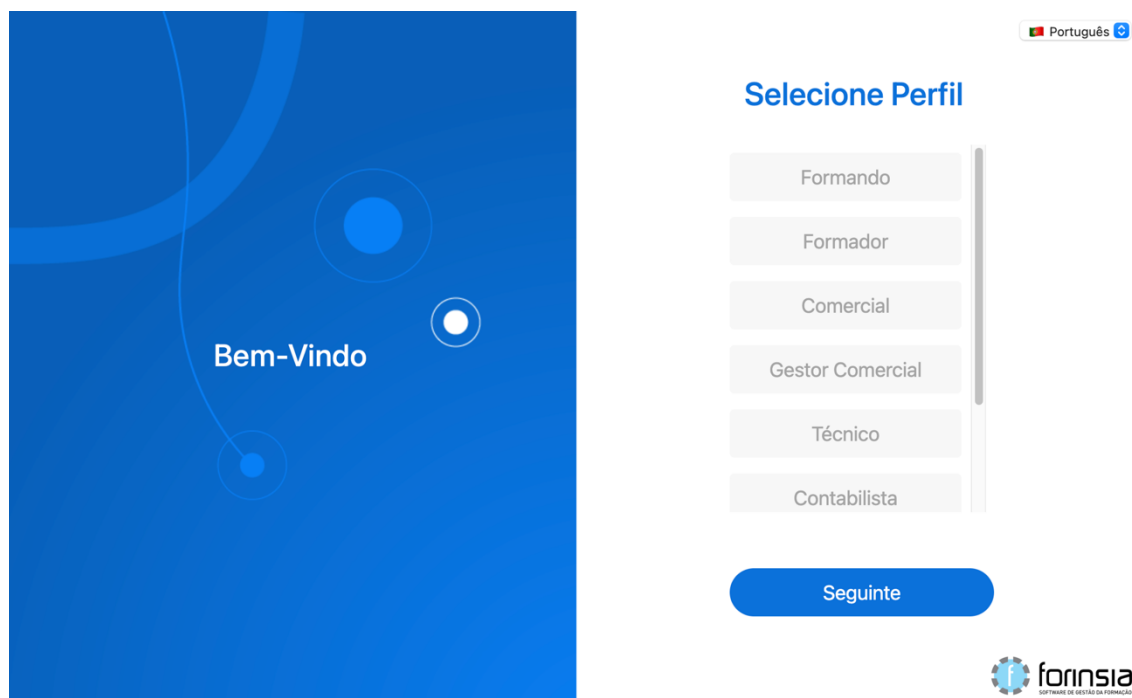 Português
Selecione Perfil
Formando
Formador
Comercial
Gestor Comercial
Bem-Vindo
Técnico
Contabilista
Seguinte
forinsia
SOFTWARE DE GESTÃO DA FORMAÇÃO